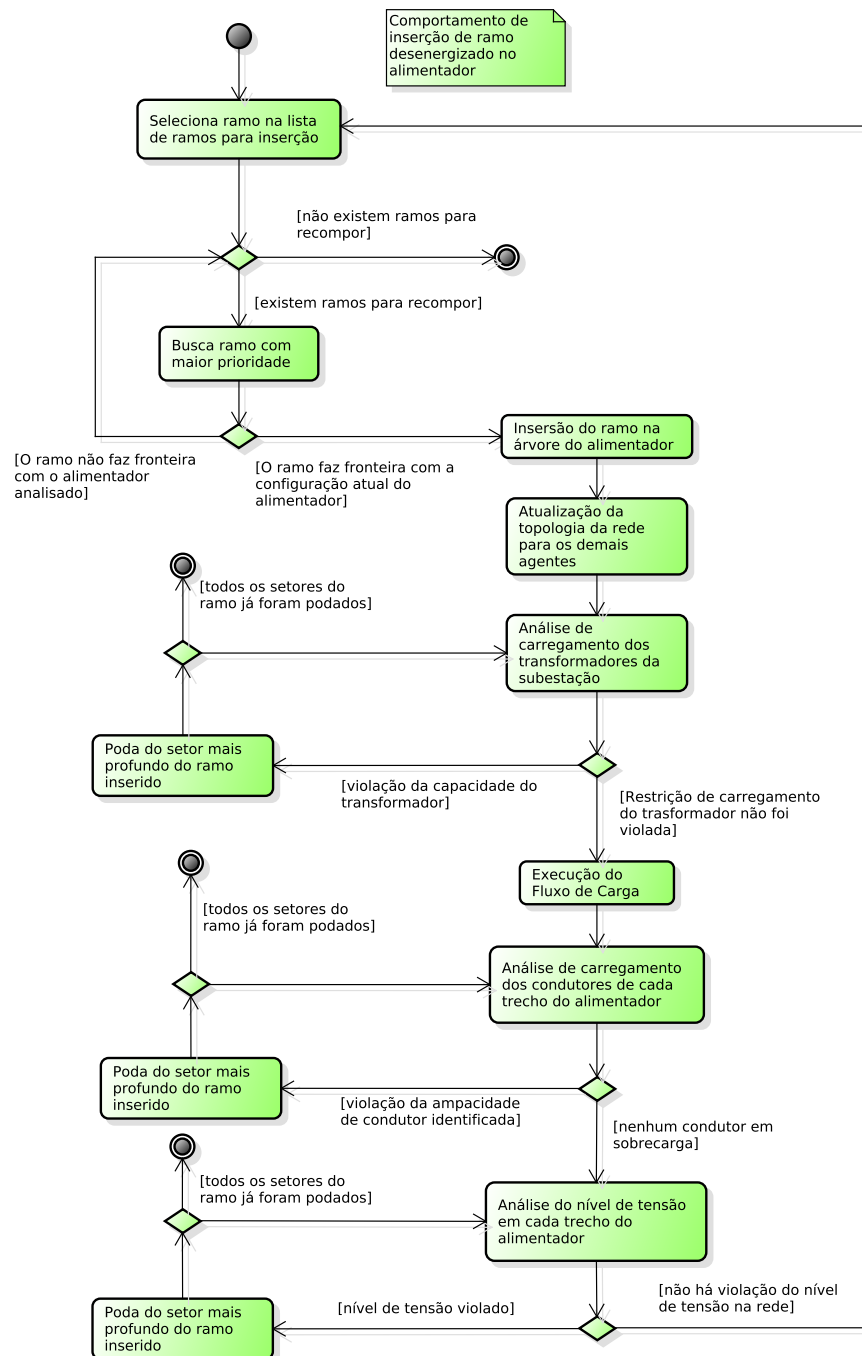 Comportamento de
inserção de ramo
desenergizado no
alimentador
Seleciona ramo na lista
de ramos para inserção
[não existem ramos para
recompor]
[existem ramos para recompor]
Busca ramo com
maior prioridade
[O ramo não faz fronteira
com o alimentador
analisado]
[O ramo faz fronteira com a
configuração atual do
alimentador]
Insersão do ramo na
árvore do alimentador
Atualização da
topologia da rede
para os demais
agentes
[todos os setores do
ramo já foram podados]
Análise de
carregamento dos
transformadores da
subestação
Poda do setor mais
profundo do ramo
inserido
[violação da capacidade do
transformador]
[Restrição de carregamento
do trasformador não foi
violada]
Execução do
Fluxo de Carga
[todos os setores do
ramo já foram podados]
Análise de carregamento
dos condutores de cada
trecho do alimentador
Poda do setor mais
profundo do ramo
inserido
[violação da ampacidade
de condutor identificada]
[nenhum condutor em
sobrecarga]
[todos os setores do
ramo já foram podados]
Análise do nível de tensão
em cada trecho do
alimentador
Poda do setor mais
profundo do ramo
inserido
[nível de tensão violado]
[não há violação do nível
de tensão na rede]